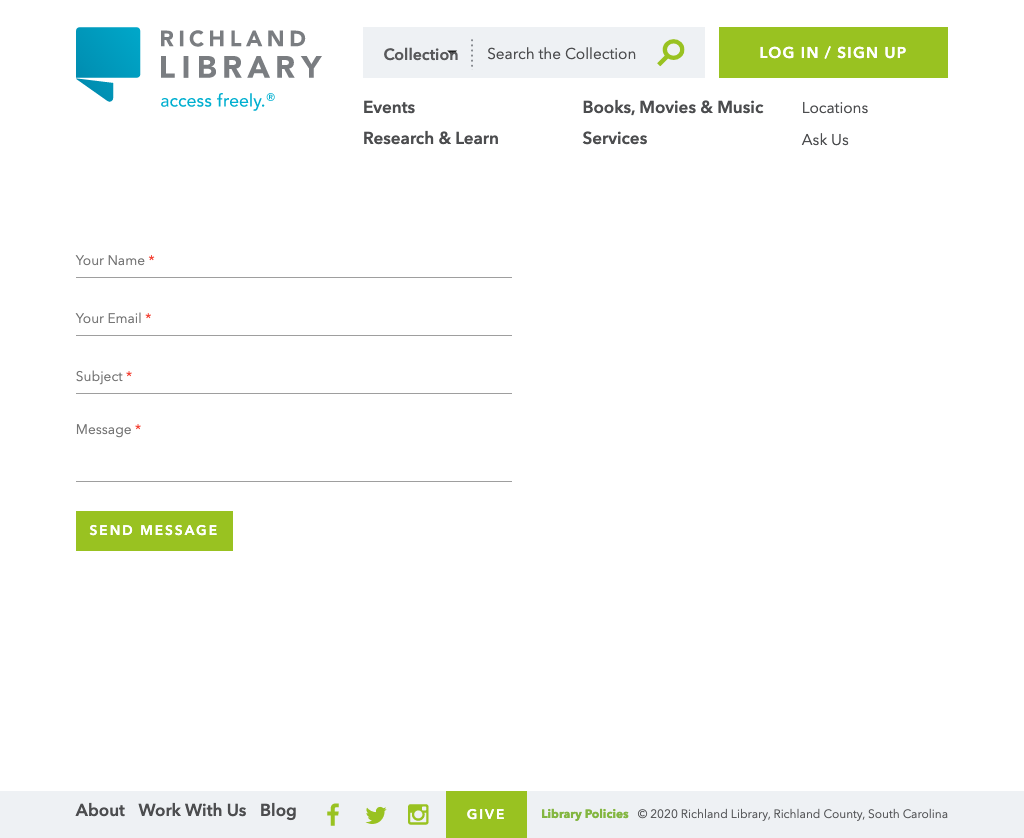 RICHLAND
LIBRARY
access freely.®
Collection
Search the Collection
LOG IN / SIGN UP
Events
Books, Movies & Music
Locations
Research & Learn
Services
Ask Us
Your Name *
Your Email *
Subject *
Message *
SEND MESSAGE
About Work With Us Blog
GIVE
Library Policies © 2020 Richland Library, Richland County, South Carolina